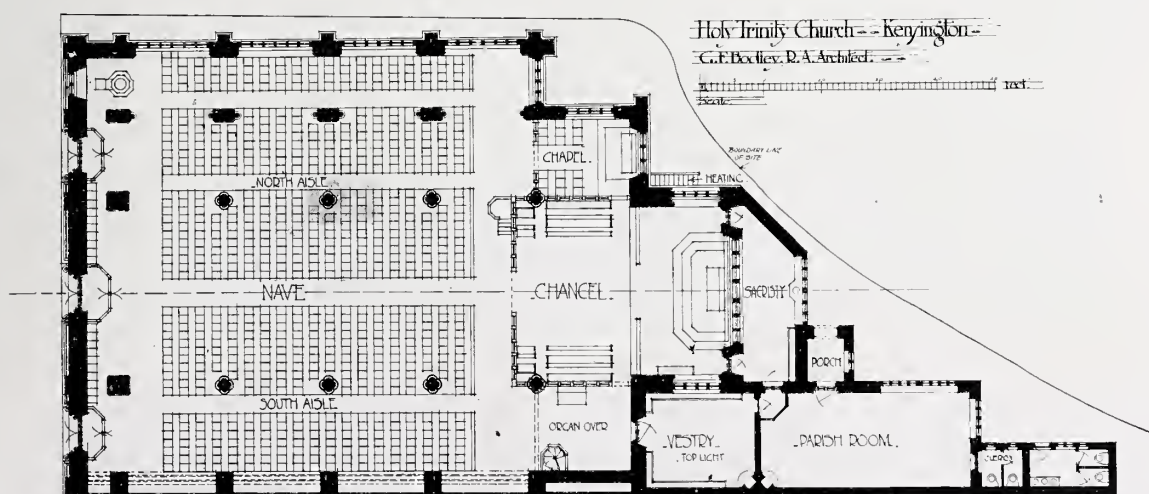 Holy Trinity Church -- Kensington-
G.F. Bodley. R.A. Architect. --
feet.
Scale.
BOUNDARY LINE
OF SITE
CHAPEL.
HEATING
NORTH AISLE.
NAVE
CHANCEL.
SACRISTY
PORCH
SOUTH AISLE
ORGAN OVER
VESTRY
TOP LIGHT
PARISH ROOM.
CLERGY